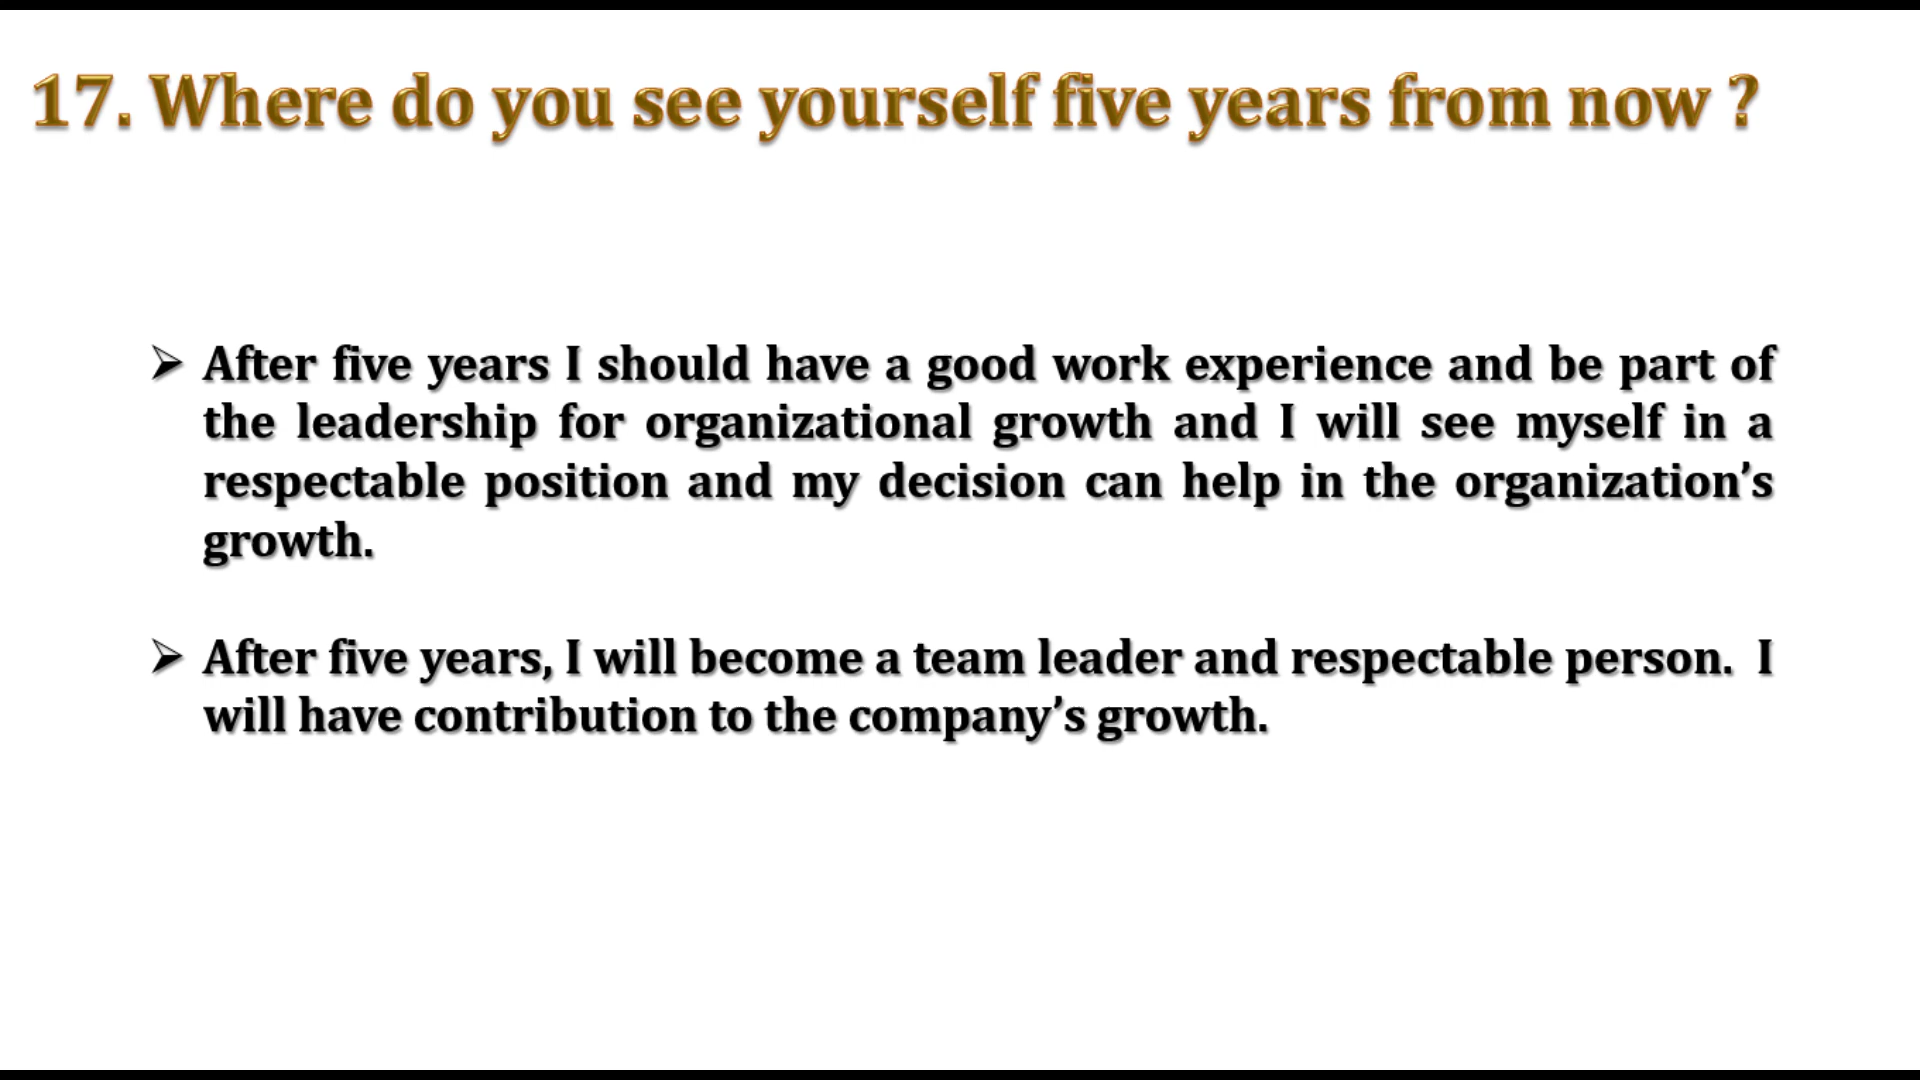 17. Where do you see yourself five years from now ?
➢ After five years I should have a good work experience and be part of
the leadership for organizational growth and I will see myself in a
respectable position and my decision can help in the organization’s
growth.
➢ After five years, I will become a team leader and respectable person.  I
will have contribution to the company’s growth.